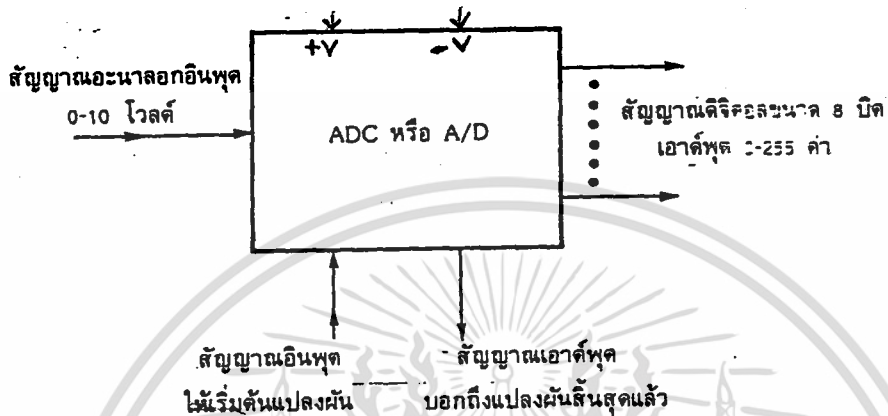 +V -V
สัญญาณอะนาลอกอินพุต
0-10 โวลต์
ADC หรือ A/D
สัญญาณดิจิตอลขนาด 8 บิต
เอาต์พุต 0-255 ค่า
สัญญาณอินพุต
ให้เริ่มต้นแปลงผัน
สัญญาณเอาต์พุต
บอกถึงแปลงผันสิ้นสุดแล้ว